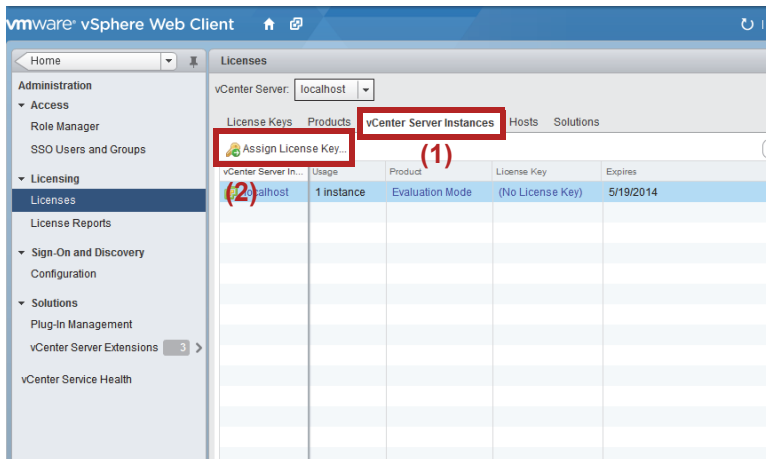 vmware vSphere Web Client
Home
Licenses
Administration
Access
Role Manager
SSO Users and Groups
Licensing
Licenses
License Reports
Sign-On and Discovery
Configuration
Solutions
Plug-In Management
vCenter Server Extensions 3
vCenter Service Health
vCenter Server: localhost
License Keys Products vCenter Server Instances Hosts Solutions
Assign License Key...
(1)
vCenter Server In... Usage Product License Key Expires
(2)
localhost 1 instance Evaluation Mode (No License Key) 5/19/2014